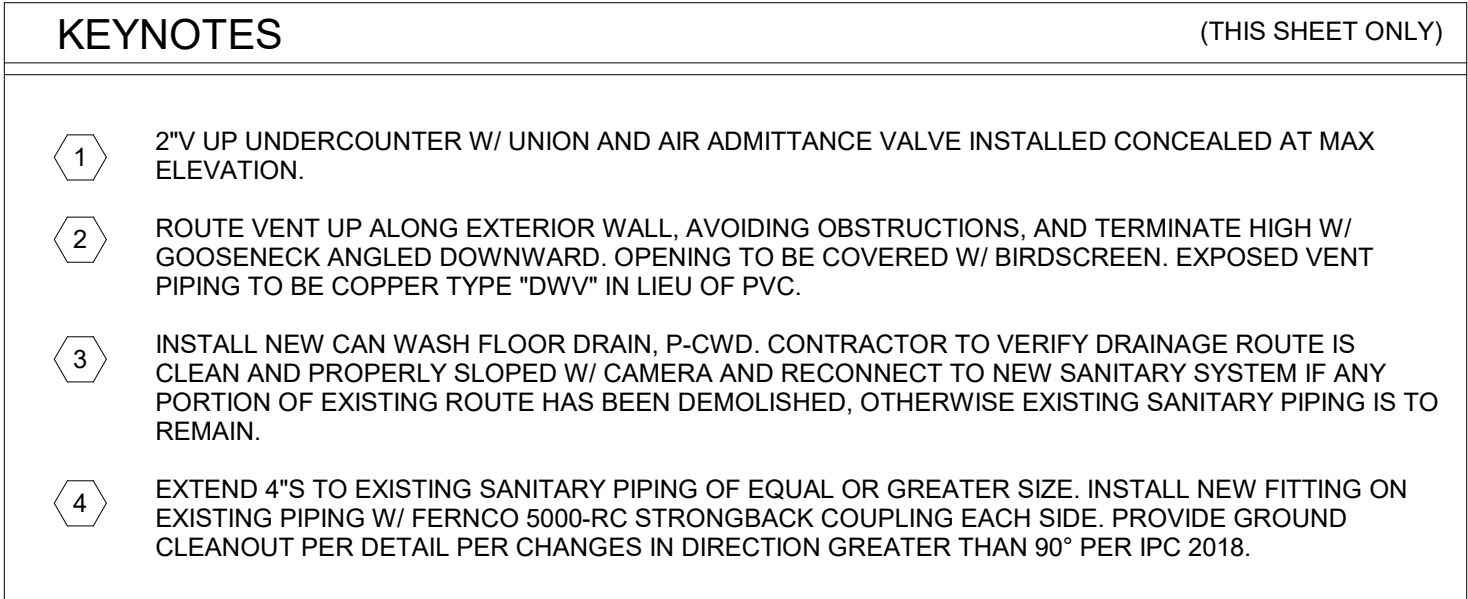 KEYNOTES (THIS SHEET ONLY)
1 2"V UP UNDERCOUNTER W/ UNION AND AIR ADMITTANCE VALVE INSTALLED CONCEALED AT MAX
ELEVATION.
2 ROUTE VENT UP ALONG EXTERIOR WALL, AVOIDING OBSTRUCTIONS, AND TERMINATE HIGH W/
GOOSENECK ANGLED DOWNWARD. OPENING TO BE COVERED W/ BIRDSCREEN. EXPOSED VENT
PIPING TO BE COPPER TYPE "DWV" IN LIEU OF PVC.
3 INSTALL NEW CAN WASH FLOOR DRAIN, P-CWD. CONTRACTOR TO VERIFY DRAINAGE ROUTE IS
CLEAN AND PROPERLY SLOPED W/ CAMERA AND RECONNECT TO NEW SANITARY SYSTEM IF ANY
PORTION OF EXISTING ROUTE HAS BEEN DEMOLISHED, OTHERWISE EXISTING SANITARY PIPING IS TO
REMAIN.
4 EXTEND 4"S TO EXISTING SANITARY PIPING OF EQUAL OR GREATER SIZE. INSTALL NEW FITTING ON
EXISTING PIPING W/ FERNCO 5000-RC STRONGBACK COUPLING EACH SIDE. PROVIDE GROUND
CLEANOUT PER DETAIL PER CHANGES IN DIRECTION GREATER THAN 90° PER IPC 2018.